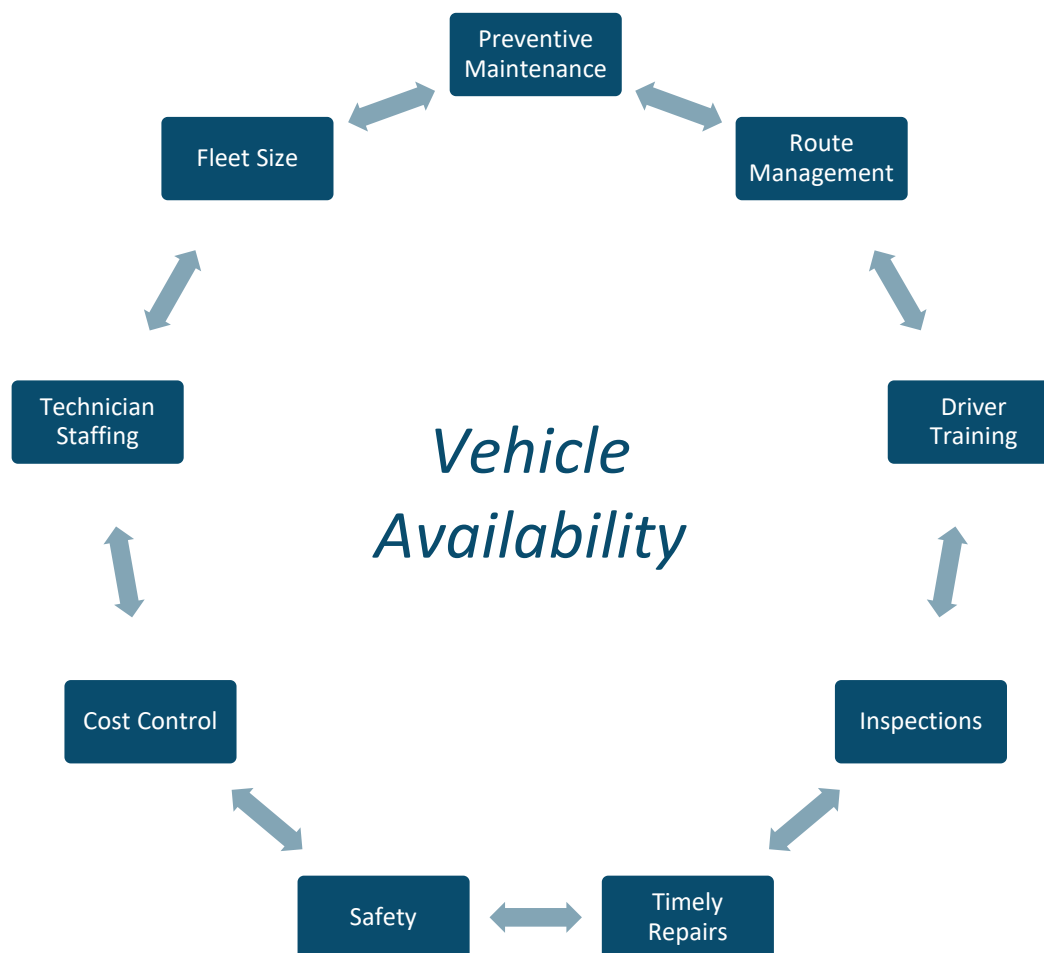 Preventive
Maintenance
Route
Management
Fleet Size
Driver
Training
Technician
Staffing
Vehicle
Availability
Inspections
Cost Control
Timely
Repairs
Safety